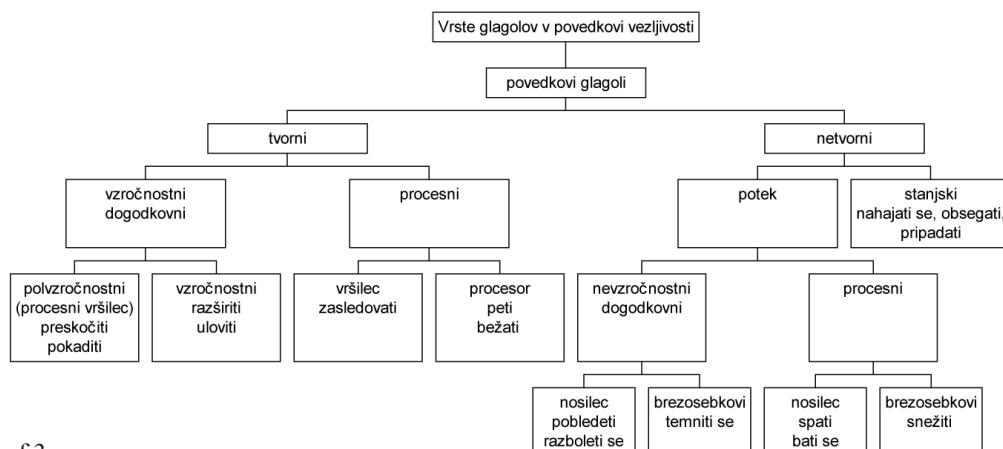 Vrste glagolov v povedkovi vezljivosti
povedkovi glagoli
tvorni
netvorni
vzročnostni
dogodkovni
procesni
potek
stanjski
nahajati se, obsegati,
pripadati
polvzročnostni
(procesni vršilec)
preskočiti
pokaditi
vzročnostni
razširiti
uloviti
vršilec
zasledovati
procesor
peti
bežati
nevzročnostni
dogodkovni
procesni
nosilec
pobledeti
razboleti se
brezosebkovi
temniti se
nosilec
spati
bati se
brezosebkovi
snežiti